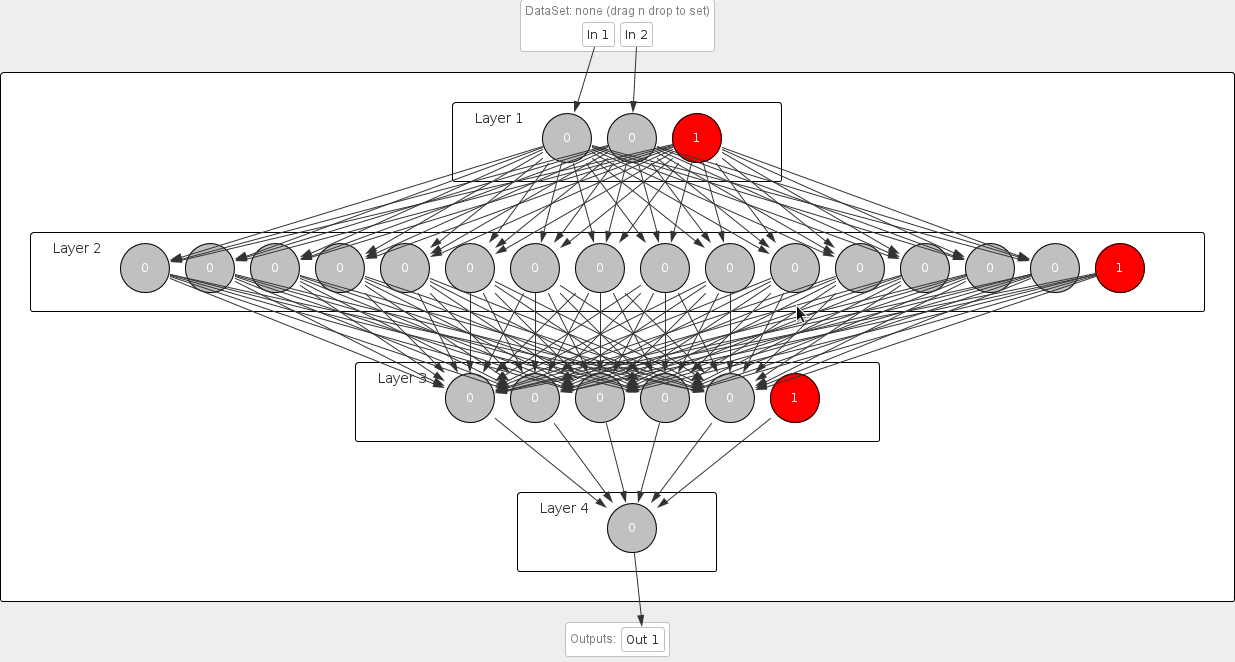 DataSet: none (drag n drop to set)
In 1 In 2
Layer 1
0 0 1
Layer 2
0 0 0 0 0 0 0 0 0 0 0 0 0 0 0 1
Layer 3
0 0 0 0 0 1
Layer 4
0
Outputs: Out 1